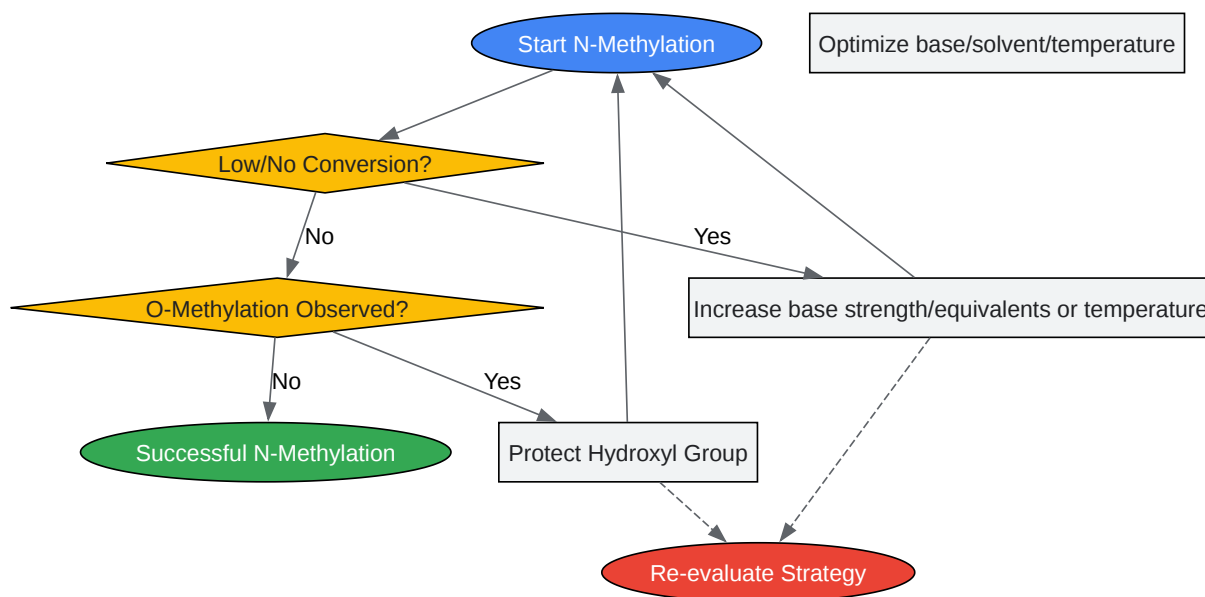 Start N-Methylation
Optimize base/solvent/temperature
Low/No Conversion?
No
Yes
O-Methylation Observed?
Increase base strength/equivalents or temperature
No
Yes
Successful N-Methylation
Protect Hydroxyl Group
Re-evaluate Strategy